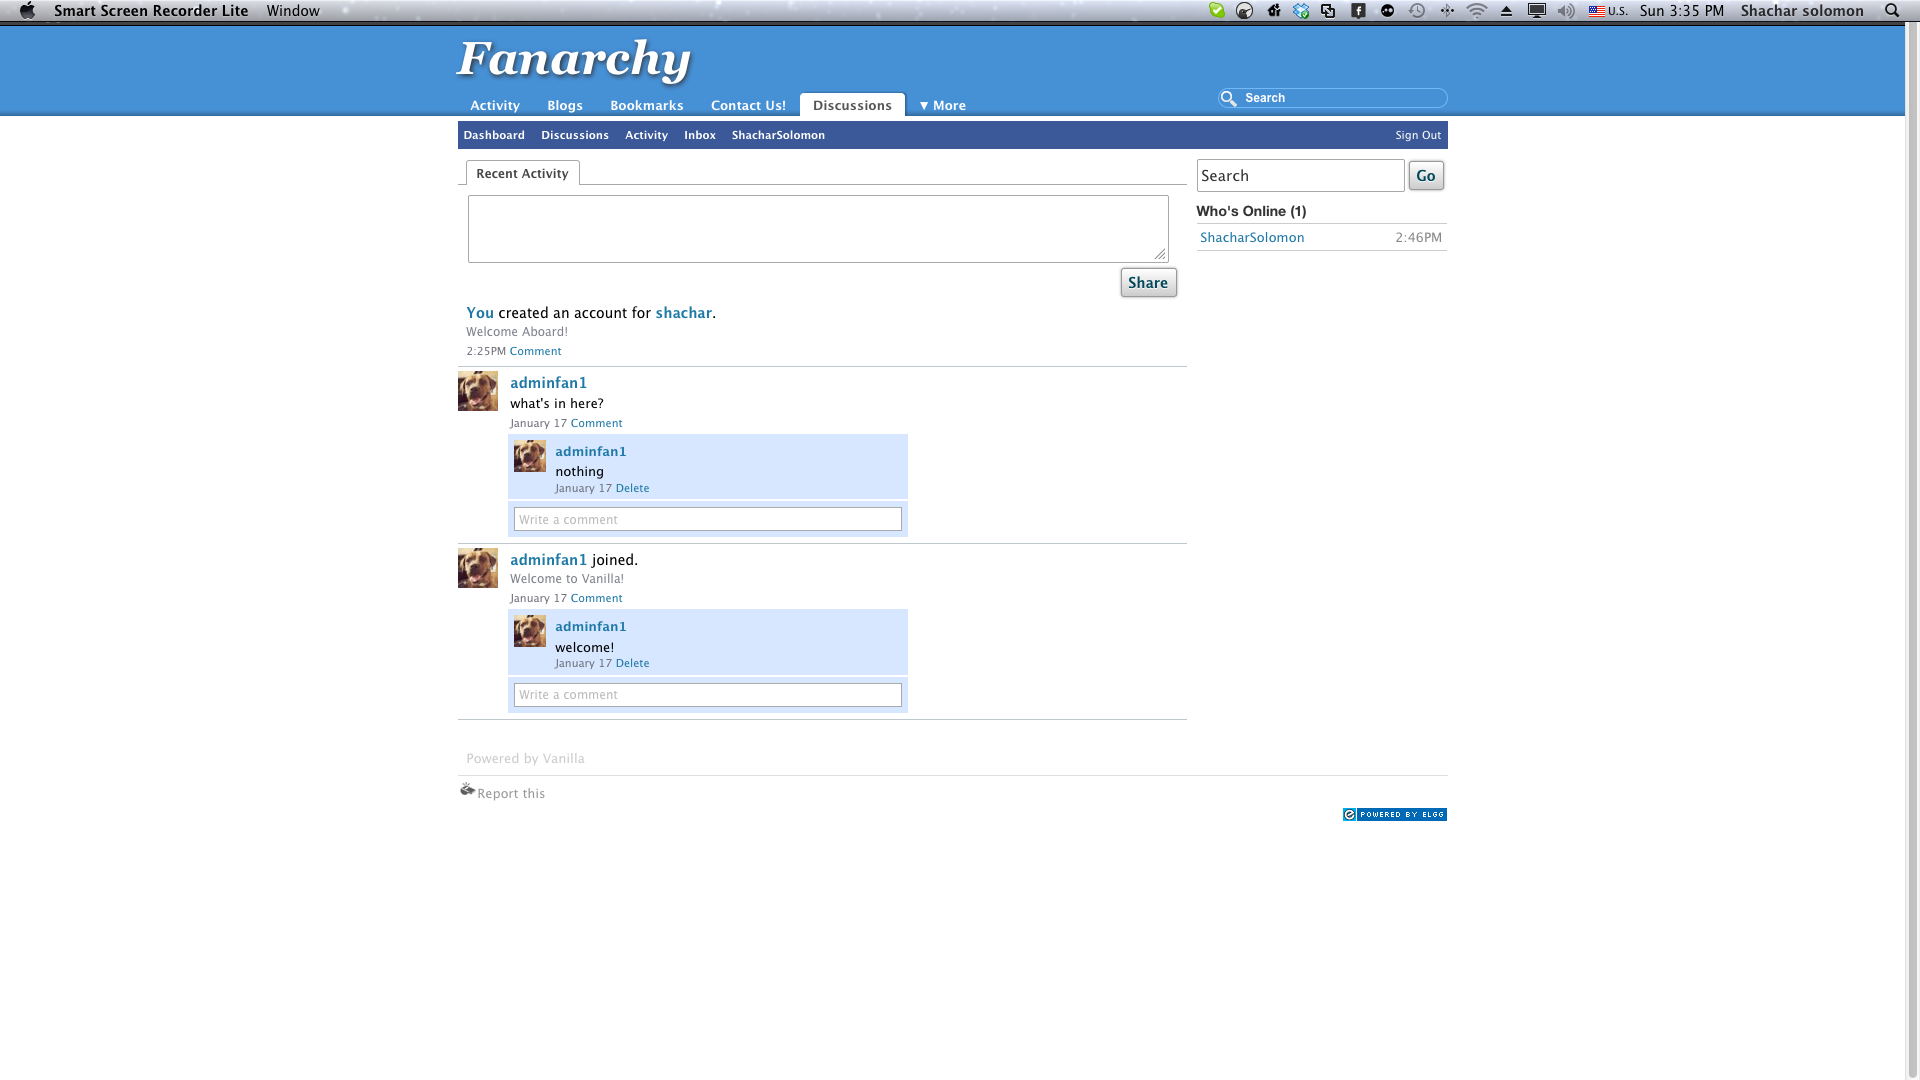 Smart Screen Recorder Lite Window U.S. Sun 3:35 PM Shachar solomon
Fanarchy
Activity Blogs Bookmarks Contact Us! Discussions ▼ More Search
Dashboard Discussions Activity Inbox ShacharSolomon Sign Out
Recent Activity
Search Go
Who's Online (1)
ShacharSolomon 2:46PM
Share
You created an account for shachar.
Welcome Aboard!
2:25PM Comment
adminfan1
what's in here?
January 17 Comment
adminfan1
nothing
January 17 Delete
Write a comment
adminfan1 joined.
Welcome to Vanilla!
January 17 Comment
adminfan1
welcome!
January 17 Delete
Write a comment
Powered by Vanilla
Report this
POWERED BY ELGG